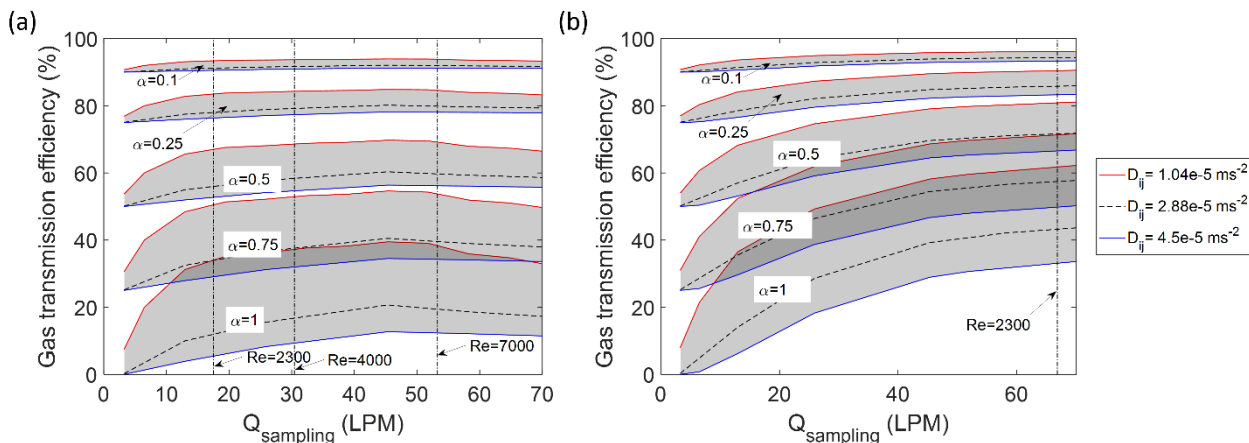 (a)
Gas transmission efficiency (%)
100
80
60
40
20
0
α=0.1
α=0.25
α=0.5
α=0.75
α=1
Re=2300
Re=4000
Re=7000
0 10 20 30 40 50 60 70
Q_sampling (LPM)
(b)
Gas transmission efficiency (%)
100
80
60
40
20
0
α=0.1
α=0.25
α=0.5
α=0.75
α=1
Re=2300
0 20 40 60
Q_sampling (LPM)
D_ij= 1.04e-5 ms⁻²
D_ij= 2.88e-5 ms⁻²
D_ij= 4.5e-5 ms⁻²